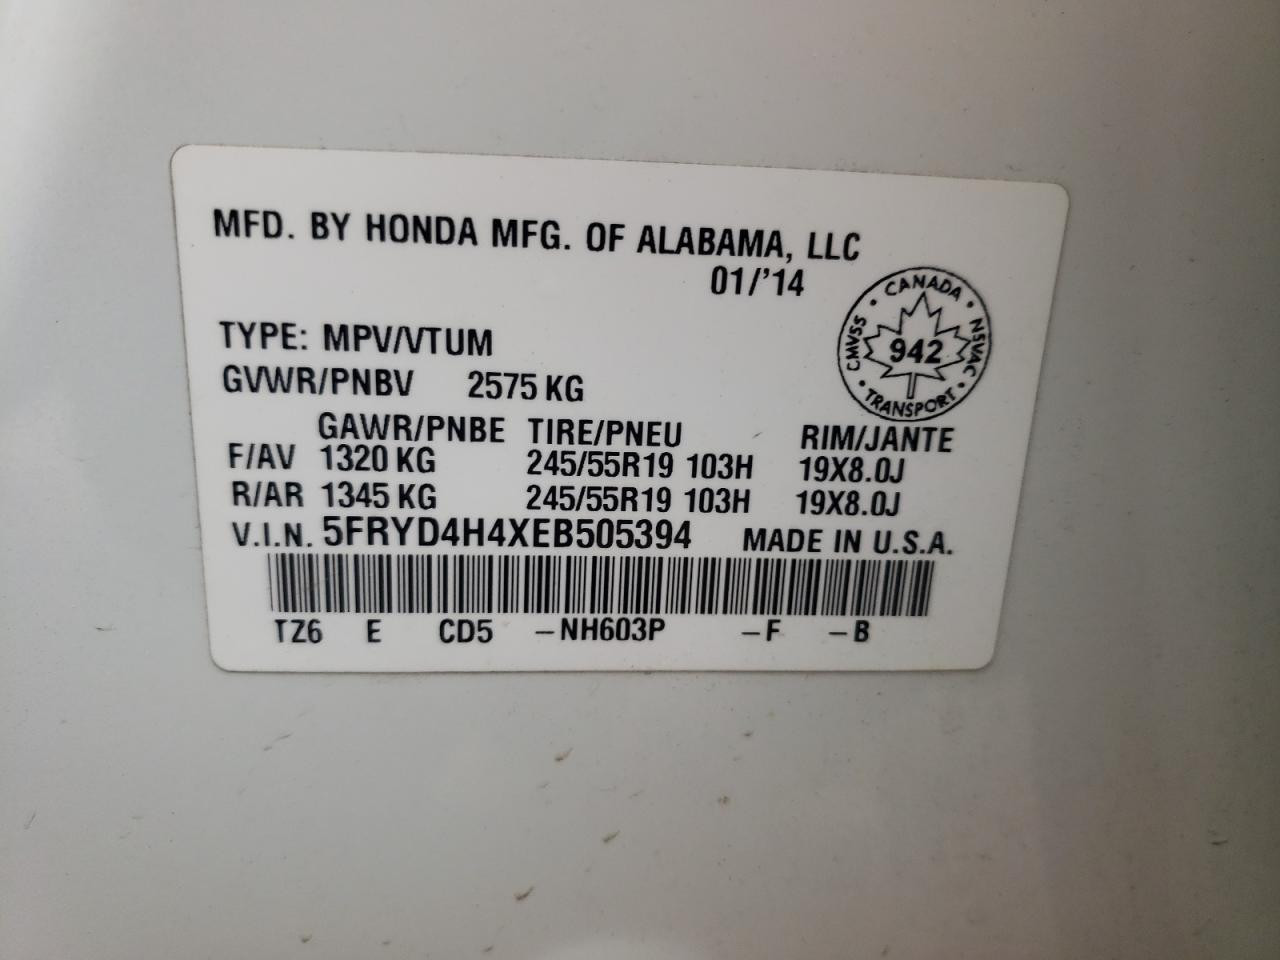 MFD. BY HONDA MFG. OF ALABAMA, LLC
01/'14
TYPE: MPV/VTUM
GVWR/PNBV 2575 KG
CANADA · NSVAC · TRANSPORT · CMVSS ·
942
GAWR/PNBE TIRE/PNEU RIM/JANTE
F/AV 1320 KG 245/55R19 103H 19X8.0J
R/AR 1345 KG 245/55R19 103H 19X8.0J
V.I.N. 5FRYD4H4XEB505394 MADE IN U.S.A.
TZ6 E CD5 –NH603P –F –B